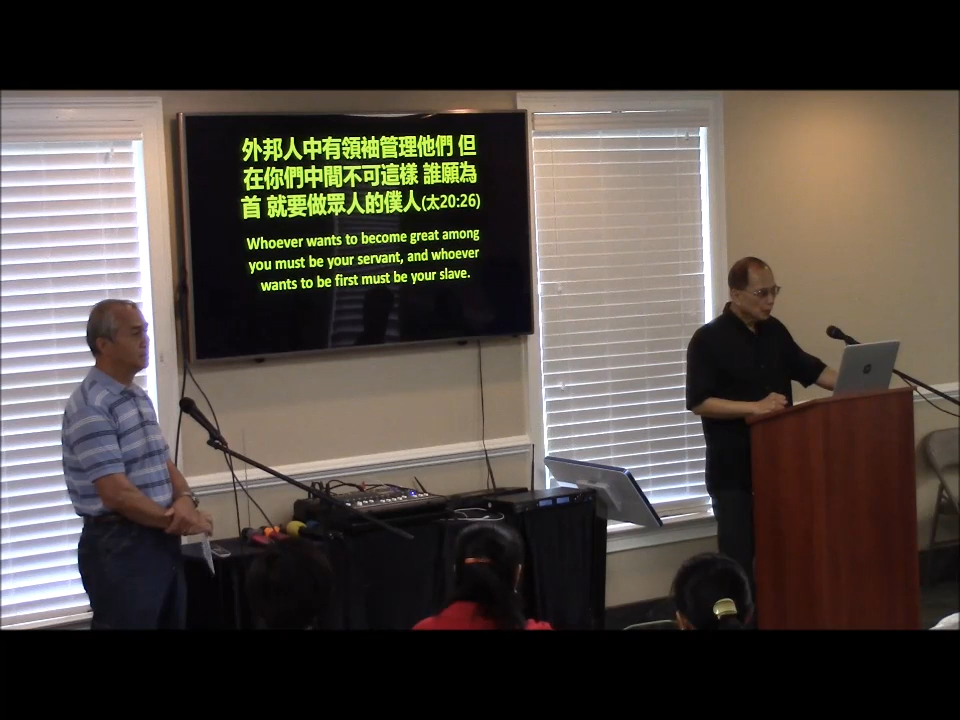 外邦人中有領袖管理他們 但
在你們中間不可這樣 誰願為
首 就要做眾人的僕人(太20:26)
Whoever wants to become great among
you must be your servant, and whoever
wants to be first must be your slave.
hp